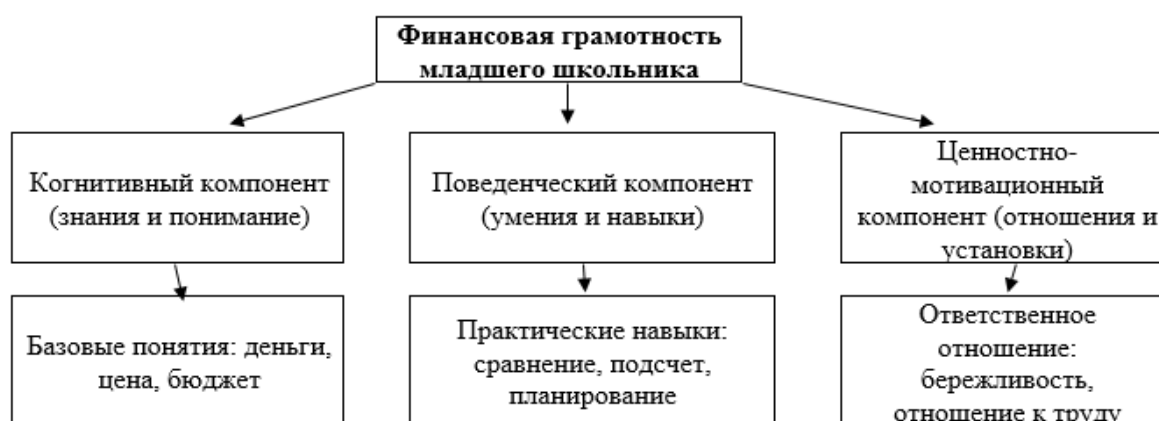 Финансовая грамотность
младшего школьника
Когнитивный компонент
(знания и понимание)
Поведенческий компонент
(умения и навыки)
Ценностно-
мотивационный
компонент (отношения и
установки)
Базовые понятия: деньги,
цена, бюджет
Практические навыки:
сравнение, подсчет,
планирование
Ответственное
отношение:
бережливость,
отношение к труду